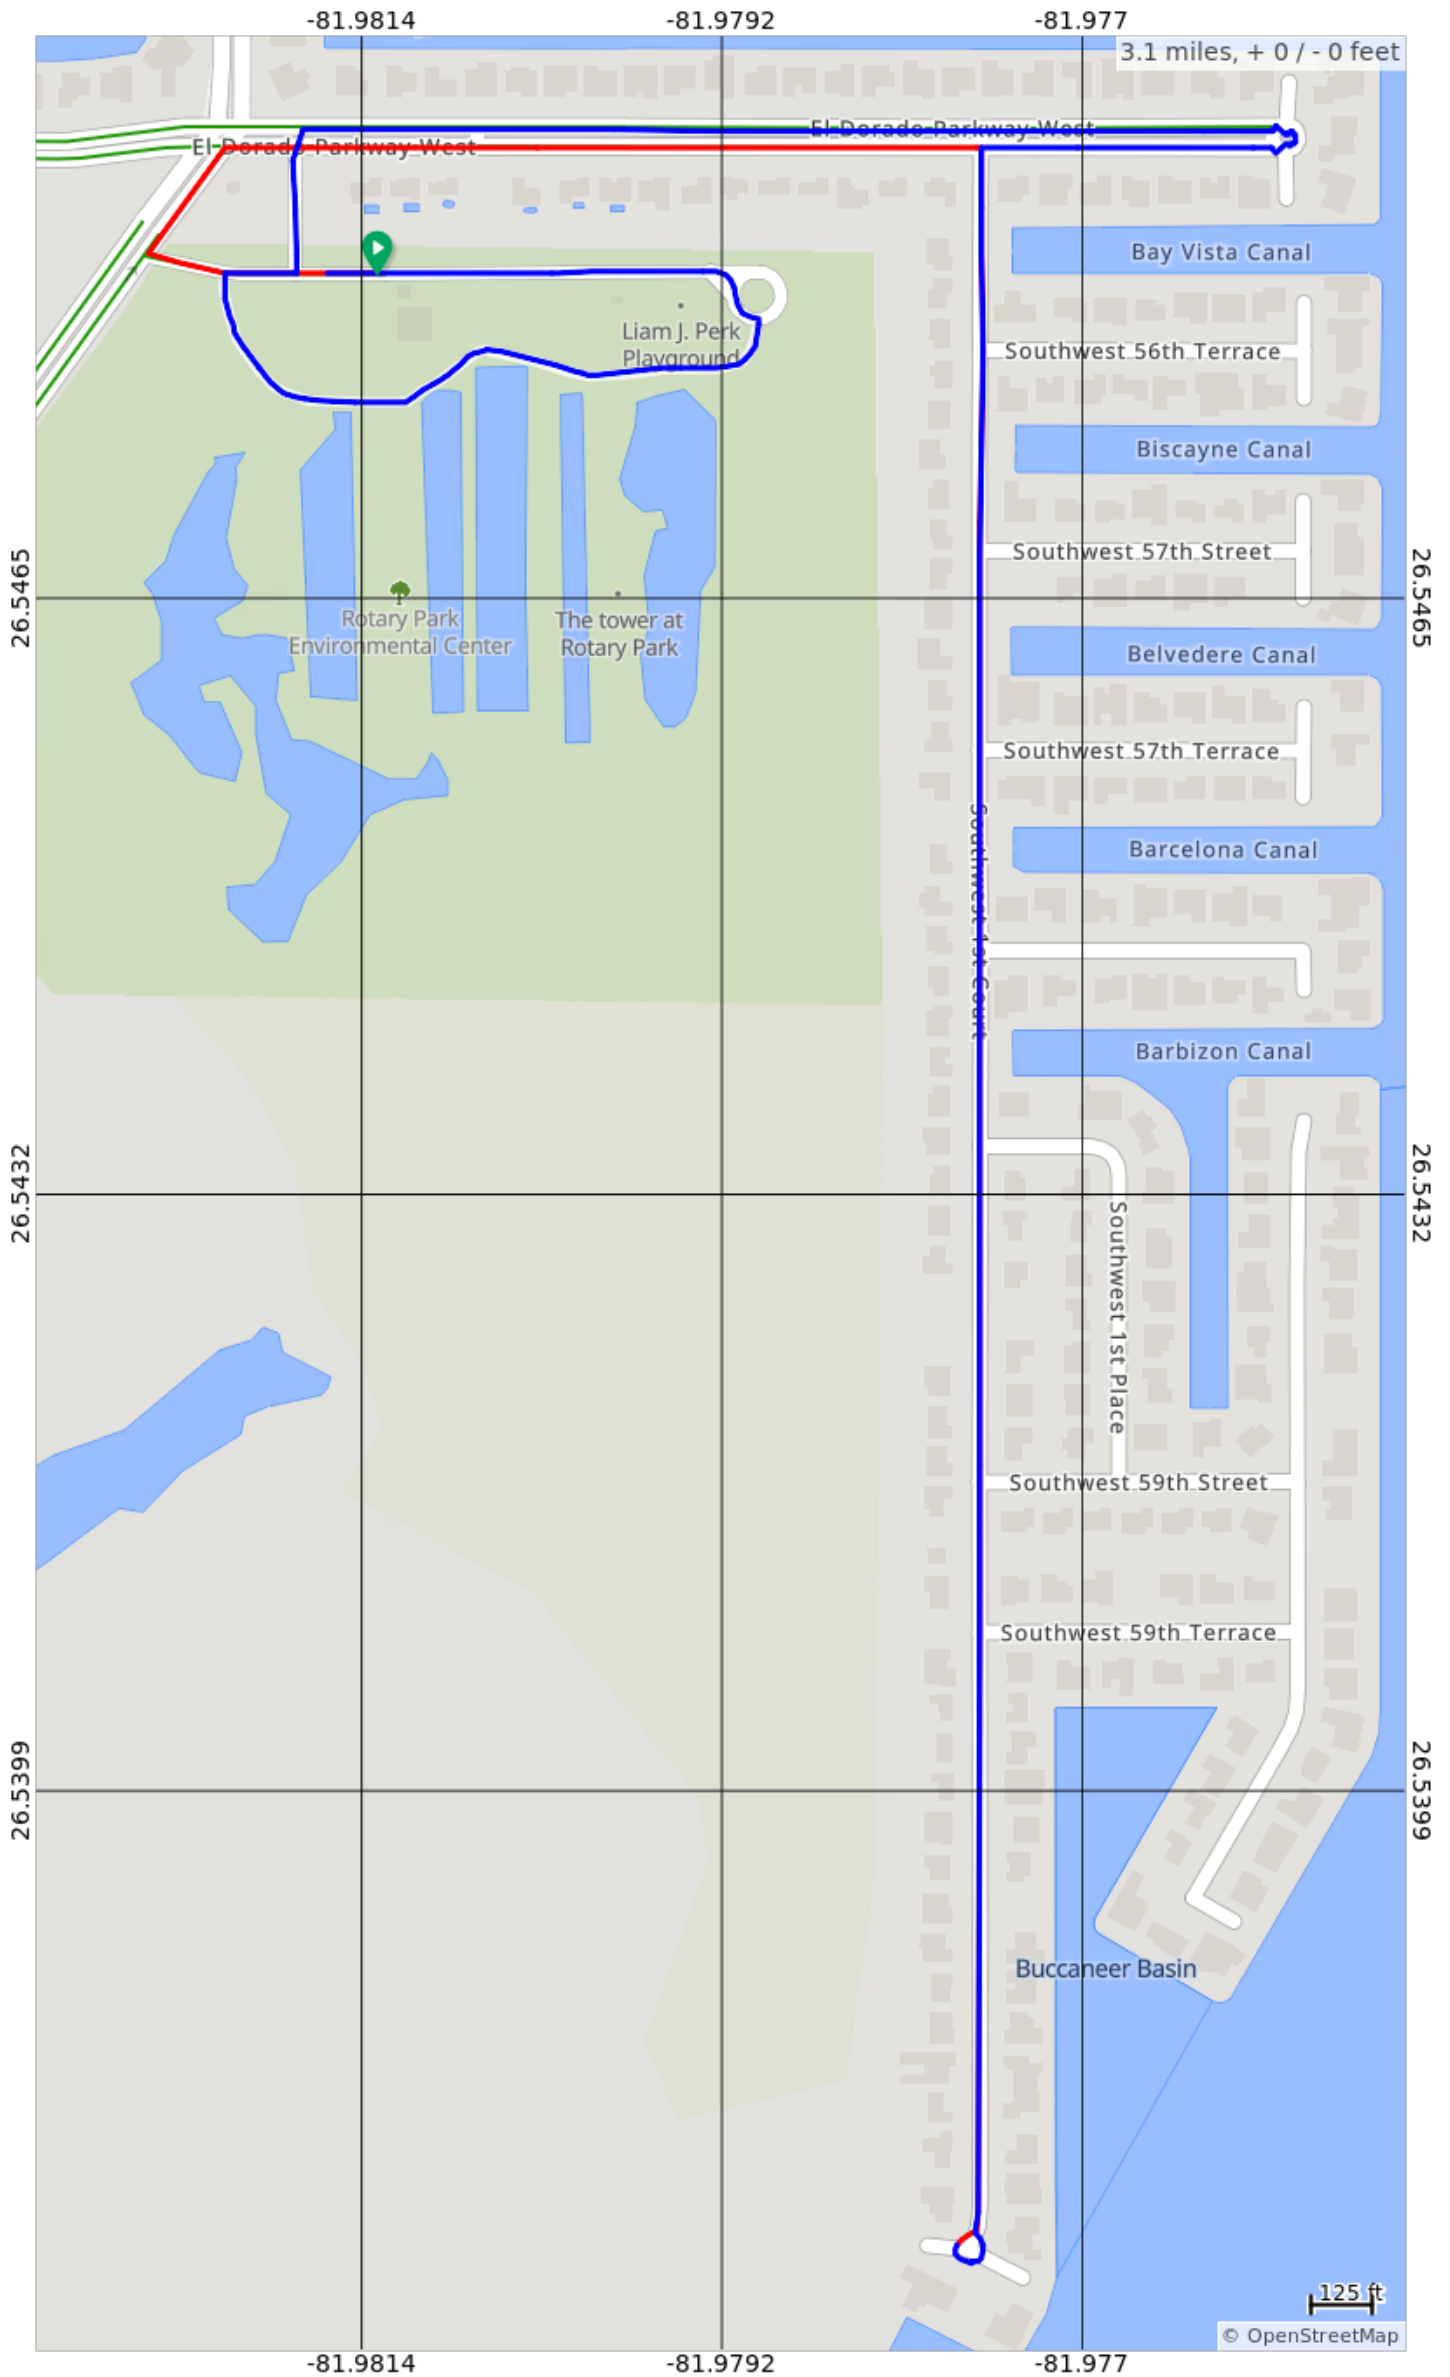 -81.9814
-81.9792
-81.977
3.1 miles, + 0 / - 0 feet
El Dorado Parkway West
El Dorado Parkway West
Bay Vista Canal
Liam J. Perk
Playground
Southwest 56th Terrace
Biscayne Canal
Southwest 57th Street
26.5465
26.5465
Rotary Park
Environmental Center
The tower at
Rotary Park
Belvedere Canal
Southwest 57th Terrace
Southwest 1st Court
Barcelona Canal
Barbizon Canal
26.5432
26.5432
Southwest 1st Place
Southwest 59th Street
Southwest 59th Terrace
26.5399
26.5399
Buccaneer Basin
125 ft
© OpenStreetMap
-81.9814
-81.9792
-81.977